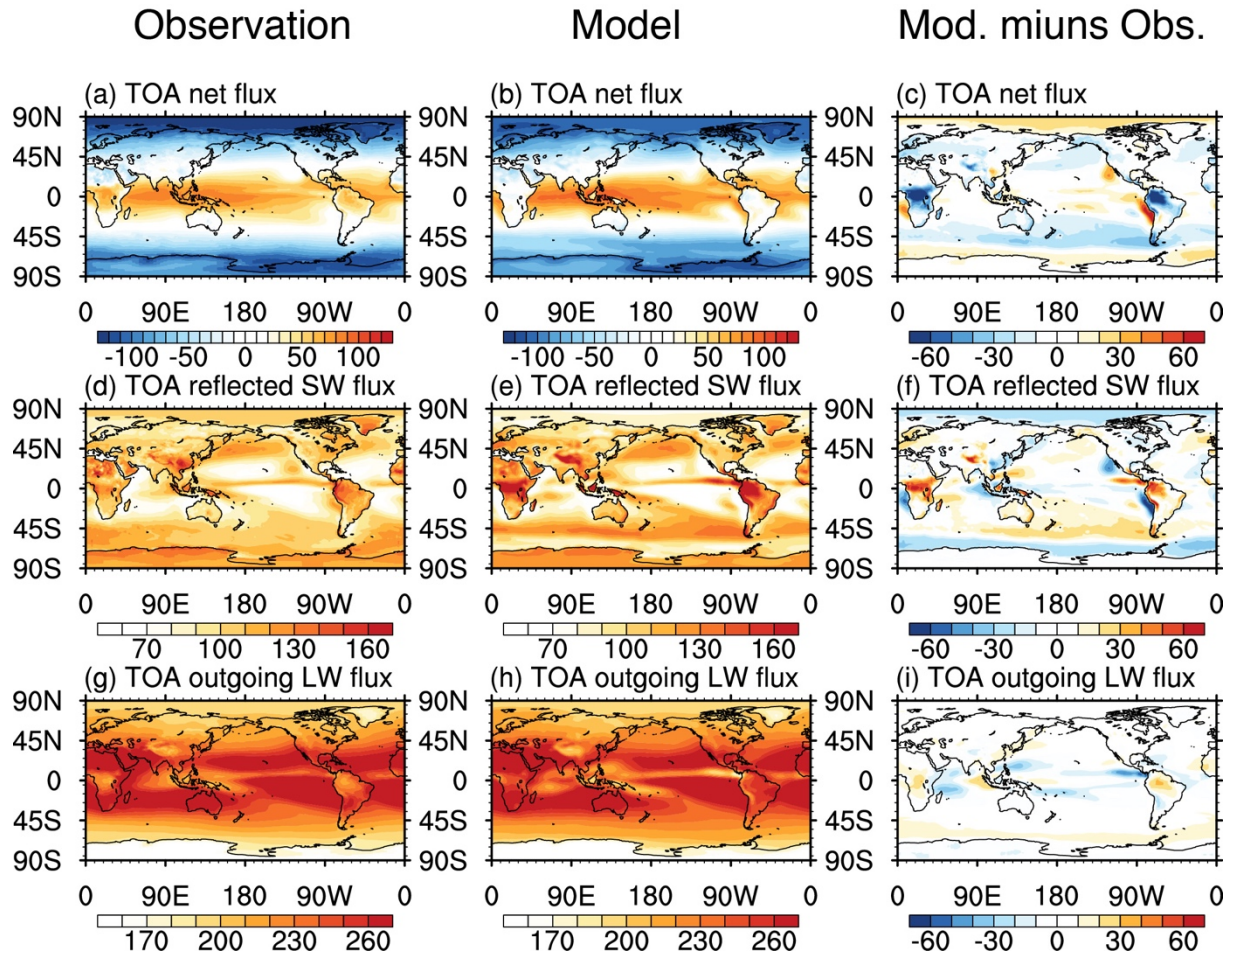 Observation Model Mod. miuns Obs.
(a) TOA net flux (b) TOA net flux (c) TOA net flux
90N 90N 90N
45N 45N 45N
0 0 0
45S 45S 45S
90S 90S 90S
0 90E 180 90W 0 0 90E 180 90W 0 0 90E 180 90W 0
-100 -50 0 50 100 -100 -50 0 50 100 -60 -30 0 30 60
(d) TOA reflected SW flux (e) TOA reflected SW flux (f) TOA reflected SW flux
90N 90N 90N
45N 45N 45N
0 0 0
45S 45S 45S
90S 90S 90S
0 90E 180 90W 0 0 90E 180 90W 0 0 90E 180 90W 0
70 100 130 160 70 100 130 160 -60 -30 0 30 60
(g) TOA outgoing LW flux (h) TOA outgoing LW flux (i) TOA outgoing LW flux
90N 90N 90N
45N 45N 45N
0 0 0
45S 45S 45S
90S 90S 90S
0 90E 180 90W 0 0 90E 180 90W 0 0 90E 180 90W 0
170 200 230 260 170 200 230 260 -60 -30 0 30 60